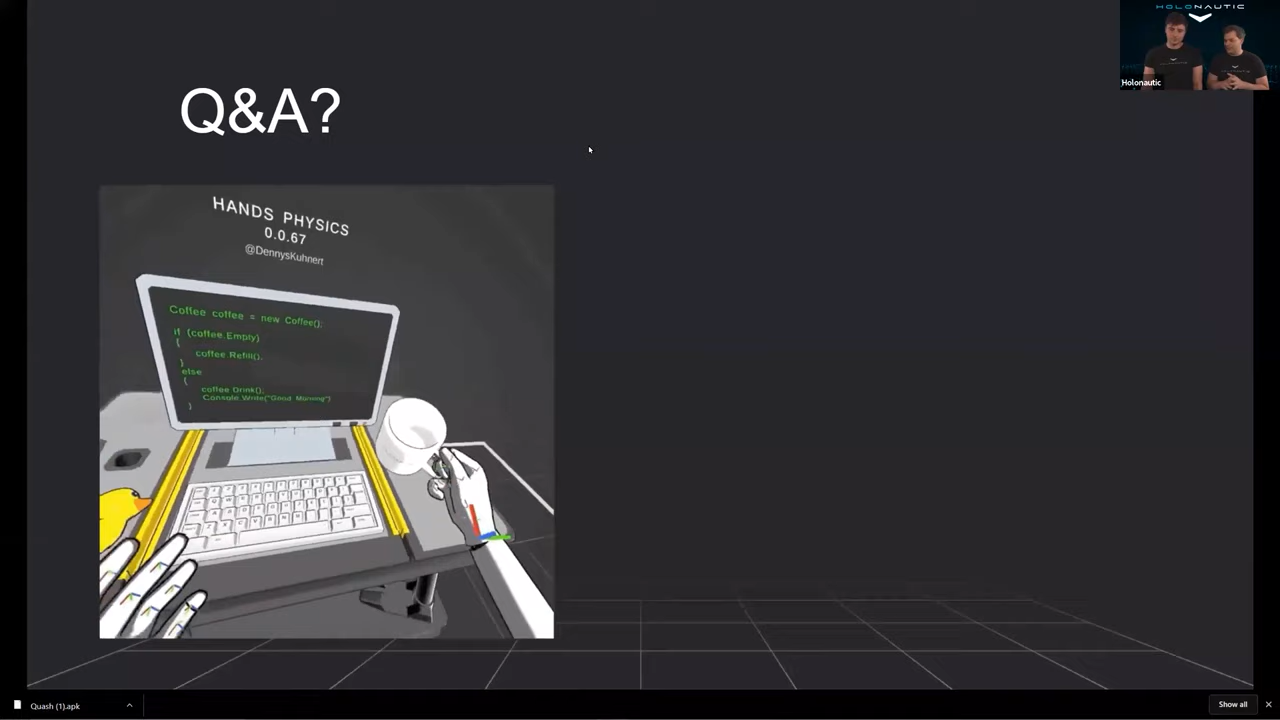 HOLONAUTIC
Holonautic
Q&A?
HANDS PHYSICS
0.0.67
@DennysKuhnert
Coffee coffee = new Coffee();
if (coffee.Empty)
{
coffee.Refill();
}
else
{
coffee.Drink();
Console.Write("Good Morning")
}
Quash (1).apk
Show all